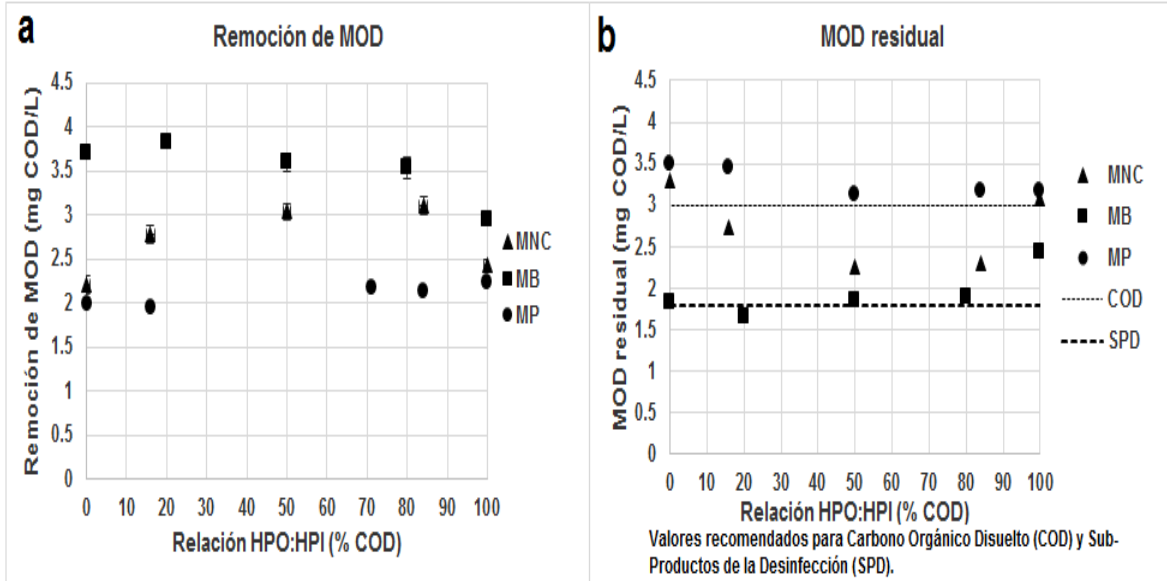 a
Remoción de MOD
Remoción de MOD (mg COD/L)
4.5
4
3.5
3
2.5
2
1.5
1
0.5
0
0 10 20 30 40 50 60 70 80 90 100
Relación HPO:HPI (% COD)
MNC
MB
MP
b
MOD residual
MOD residual (mg COD/L)
4.5
4
3.5
3
2.5
2
1.5
1
0.5
0
0 10 20 30 40 50 60 70 80 90 100
Relación HPO:HPI (% COD)
MNC
MB
MP
COD
SPD
Valores recomendados para Carbono Orgánico Disuelto (COD) y Sub-
Productos de la Desinfección (SPD).